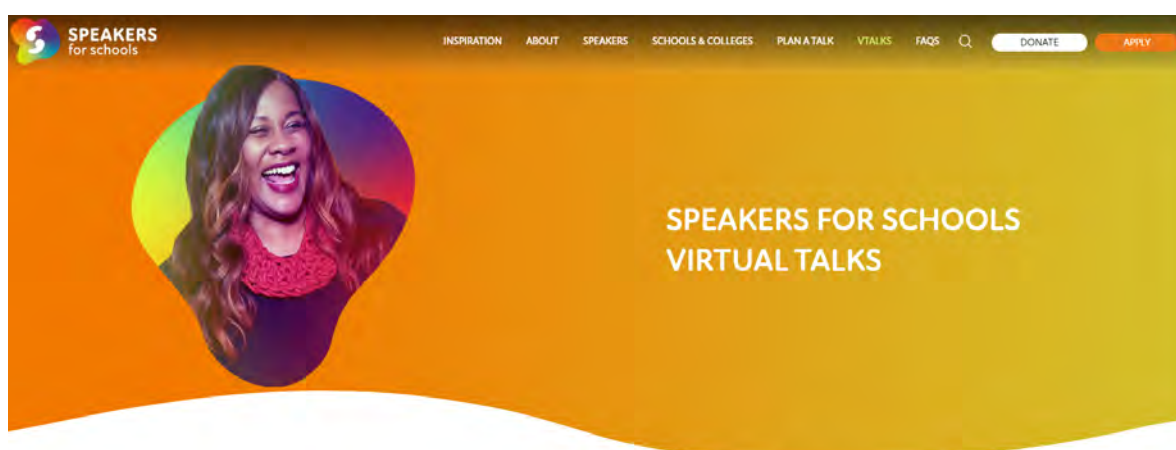 SPEAKERS
for schools
INSPIRATION ABOUT SPEAKERS SCHOOLS & COLLEGES PLAN A TALK VTALKS FAQS DONATE APPLY
SPEAKERS FOR SCHOOLS
VIRTUAL TALKS